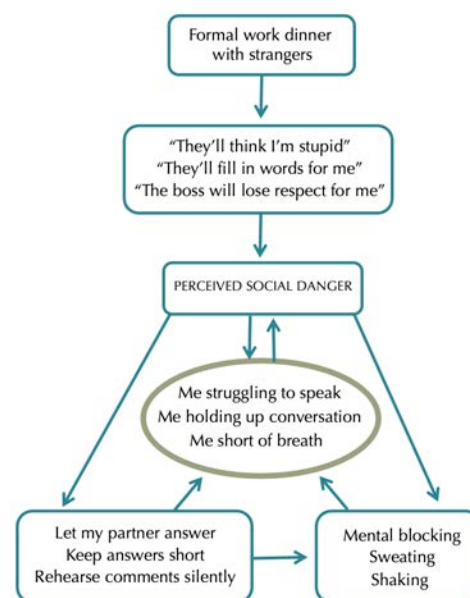 Formal work dinner
with strangers
“They’ll think I’m stupid”
“They’ll fill in words for me”
“The boss will lose respect for me”
PERCEIVED SOCIAL DANGER
Me struggling to speak
Me holding up conversation
Me short of breath
Let my partner answer
Keep answers short
Rehearse comments silently
Mental blocking
Sweating
Shaking